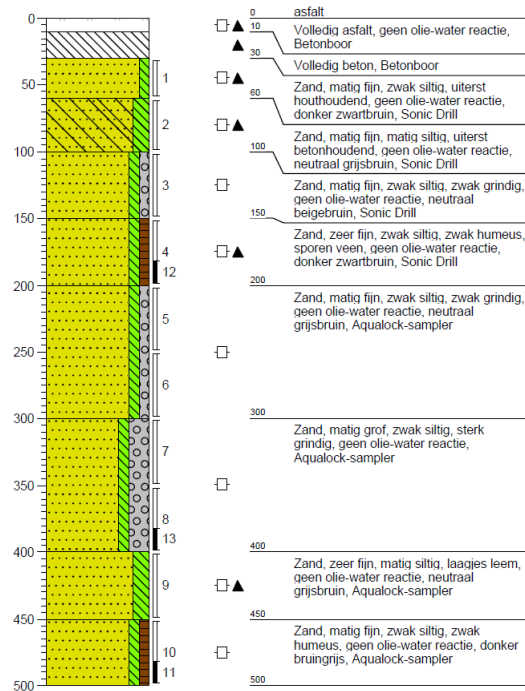 0
50
100
150
200
250
300
350
400
450
500
1
2
3
4
12
5
6
7
8
13
9
10
11
0
asfalt
10
Volledig asfalt, geen olie-water reactie,
Betonboor
30
Volledig beton, Betonboor
60
Zand, matig fijn, zwak siltig, uiterst
houthoudend, geen olie-water reactie,
donker zwartbruin, Sonic Drill
100
Zand, matig fijn, matig siltig, uiterst
betonhoudend, geen olie-water reactie,
neutraal grijsbruin, Sonic Drill
150
Zand, matig fijn, zwak siltig, zwak grindig,
geen olie-water reactie, neutraal
beigebruin, Sonic Drill
200
Zand, zeer fijn, zwak siltig, zwak humeus,
sporen veen, geen olie-water reactie,
donker zwartbruin, Sonic Drill
Zand, matig fijn, zwak siltig, zwak grindig,
geen olie-water reactie, neutraal
grijsbruin, Aqualock-sampler
300
Zand, matig grof, zwak siltig, sterk
grindig, geen olie-water reactie,
Aqualock-sampler
400
Zand, zeer fijn, matig siltig, laagjes leem,
geen olie-water reactie, neutraal
grijsbruin, Aqualock-sampler
450
Zand, matig fijn, zwak siltig, zwak
humeus, geen olie-water reactie, donker
bruingrijs, Aqualock-sampler
500